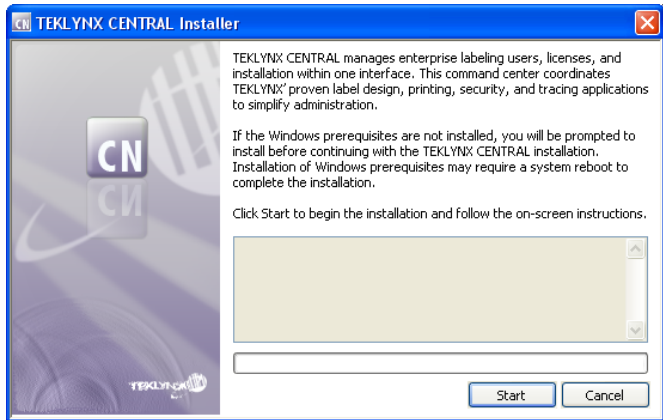 CN TEKLYNX CENTRAL Installer
TEKLYNX CENTRAL manages enterprise labeling users, licenses, and
installation within one interface. This command center coordinates
TEKLYNX' proven label design, printing, security, and tracing applications
to simplify administration.
If the Windows prerequisites are not installed, you will be prompted to
install before continuing with the TEKLYNX CENTRAL installation.
Installation of Windows prerequisites may require a system reboot to
complete the installation.
Click Start to begin the installation and follow the on-screen instructions.
CN
TEKLYNX
Start
Cancel